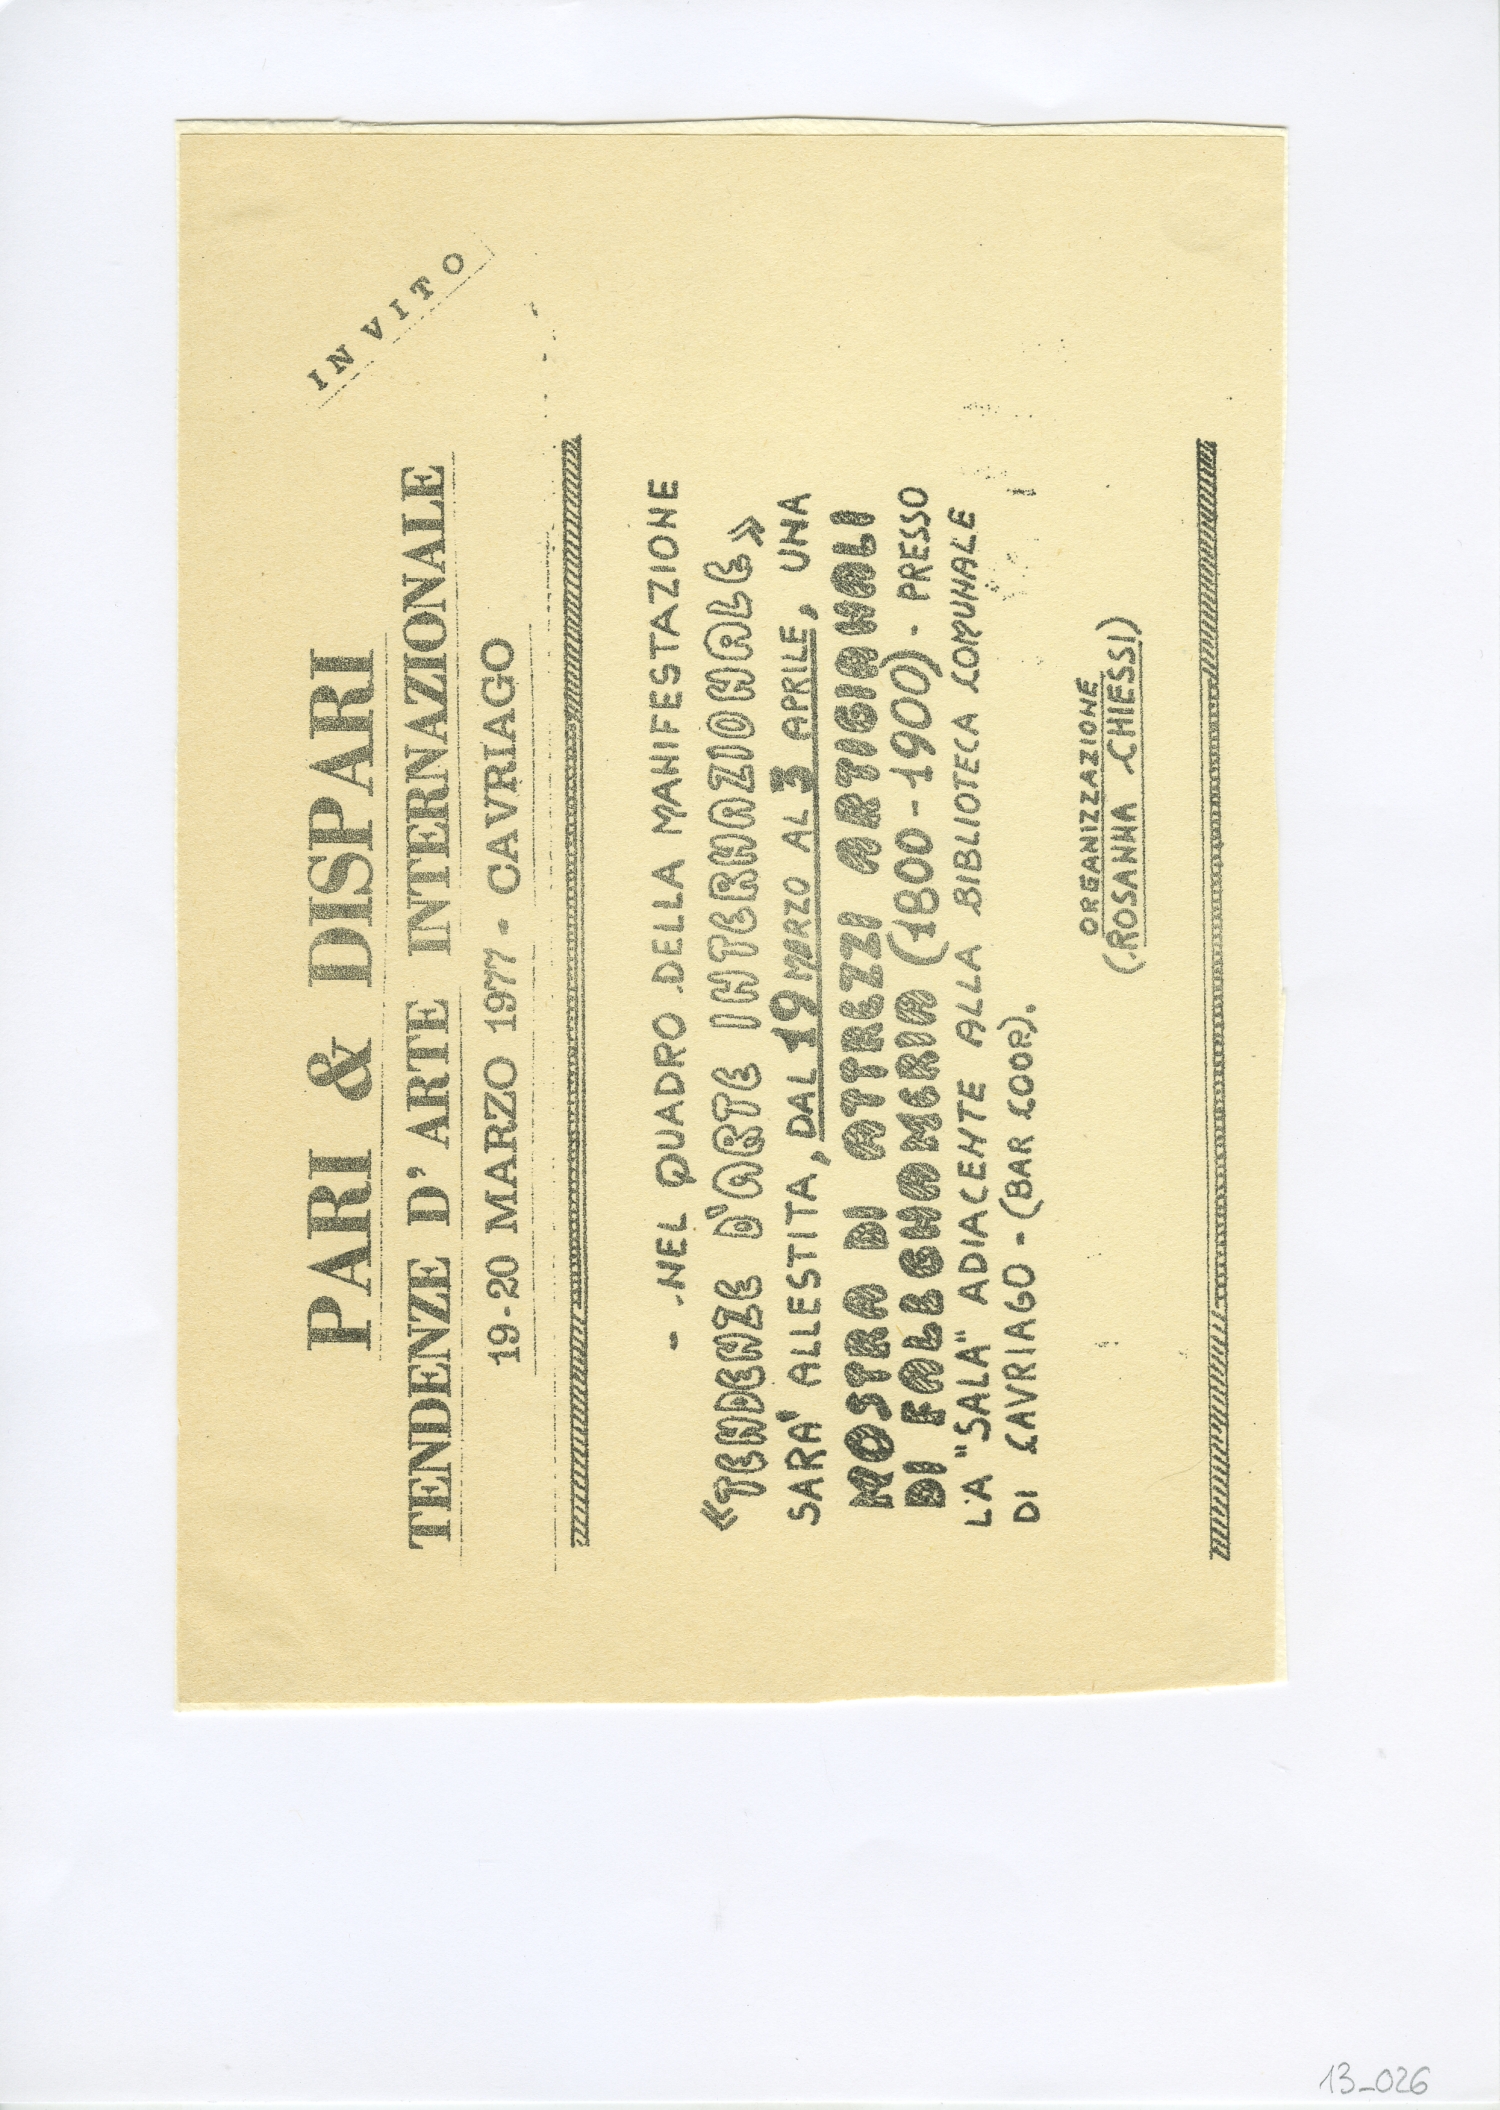 INVITO
PARI & DISPARI
TENDENZE D'ARTE INTERNAZIONALE
19-20 MARZO 1977 - CAVRIAGO
- NEL QUADRO DELLA MANIFESTAZIONE
«TENDENZE D'ARTE INTERNAZIONALE»
SARA' ALLESTITA, DAL 19 MARZO AL 3 APRILE, UNA
MOSTRA DI ATTREZZI ARTIGIANALI
DI FALEGNAMERIA (1800-1900). PRESSO
LA "SALA" ADIACENTE ALLA BIBLIOTECA COMUNALE
DI CAVRIAGO - (BAR COOP.).
ORGANIZZAZIONE
(ROSANNA CHIESSI)
13_026